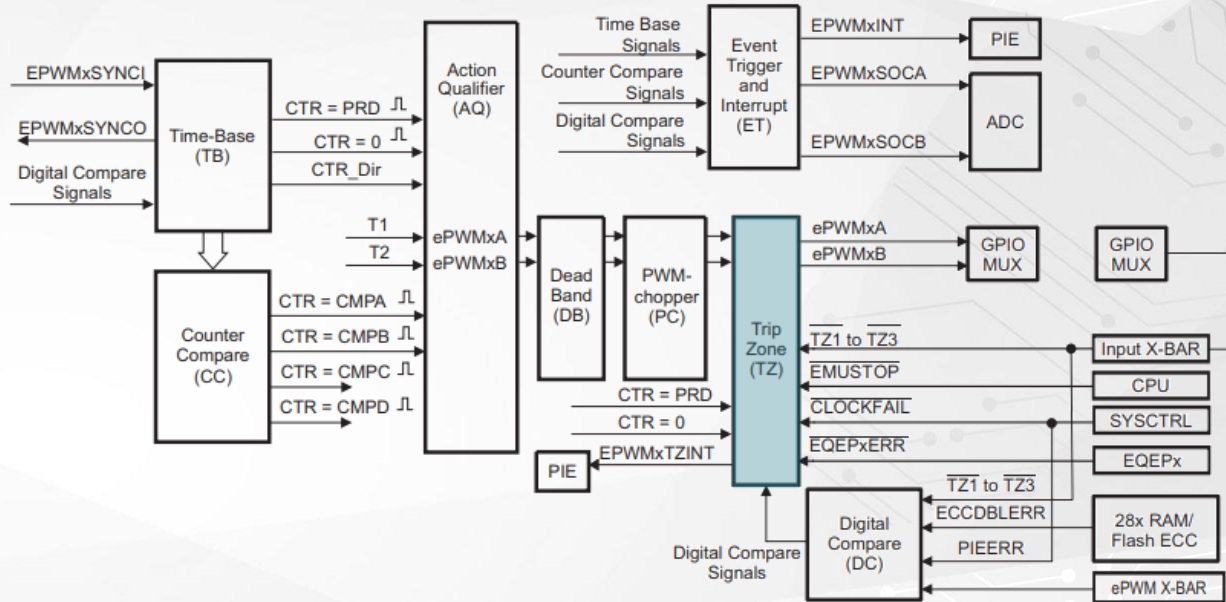 EPWMxSYNCI
EPWMxSYNCO
Digital Compare
Signals
Time-Base
(TB)
CTR = PRD
CTR = 0
CTR_Dir
Counter
Compare
(CC)
CTR = CMPA
CTR = CMPB
CTR = CMPC
CTR = CMPD
T1
T2
Action
Qualifier
(AQ)
ePWMxA
ePWMxB
Time Base
Signals
Counter Compare
Signals
Digital Compare
Signals
Event
Trigger
and
Interrupt
(ET)
EPWMxINT
EPWMxSOCA
EPWMxSOCB
PIE
ADC
Dead
Band
(DB)
PWM-
chopper
(PC)
Trip
Zone
(TZ)
ePWMxA
ePWMxB
GPIO
MUX
GPIO
MUX
TZ1 to TZ3
Input X-BAR
EMUSTOP
CPU
CLOCKFAIL
SYSCTRL
EQEPxERR
EQEPx
CTR = PRD
CTR = 0
EPWMxTZINT
PIE
Digital Compare
Signals
Digital
Compare
(DC)
TZ1 to TZ3
ECCDBLERR
PIEERR
28x RAM/
Flash ECC
ePWM X-BAR